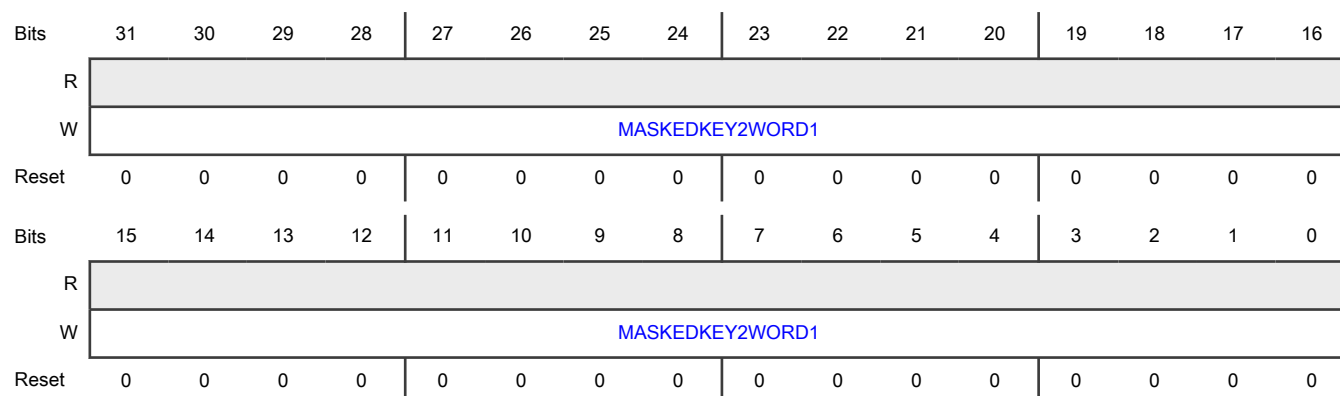 Bits 31 30 29 28 27 26 25 24 23 22 21 20 19 18 17 16
R
W MASKEDKEY2WORD1
Reset 0 0 0 0 0 0 0 0 0 0 0 0 0 0 0 0
Bits 15 14 13 12 11 10 9 8 7 6 5 4 3 2 1 0
R
W MASKEDKEY2WORD1
Reset 0 0 0 0 0 0 0 0 0 0 0 0 0 0 0 0